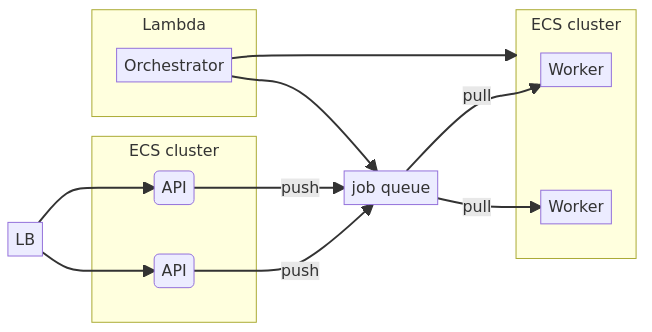 Lambda
Orchestrator
ECS cluster
Worker
pull
ECS cluster
API
push
job queue
pull
Worker
LB
API
push